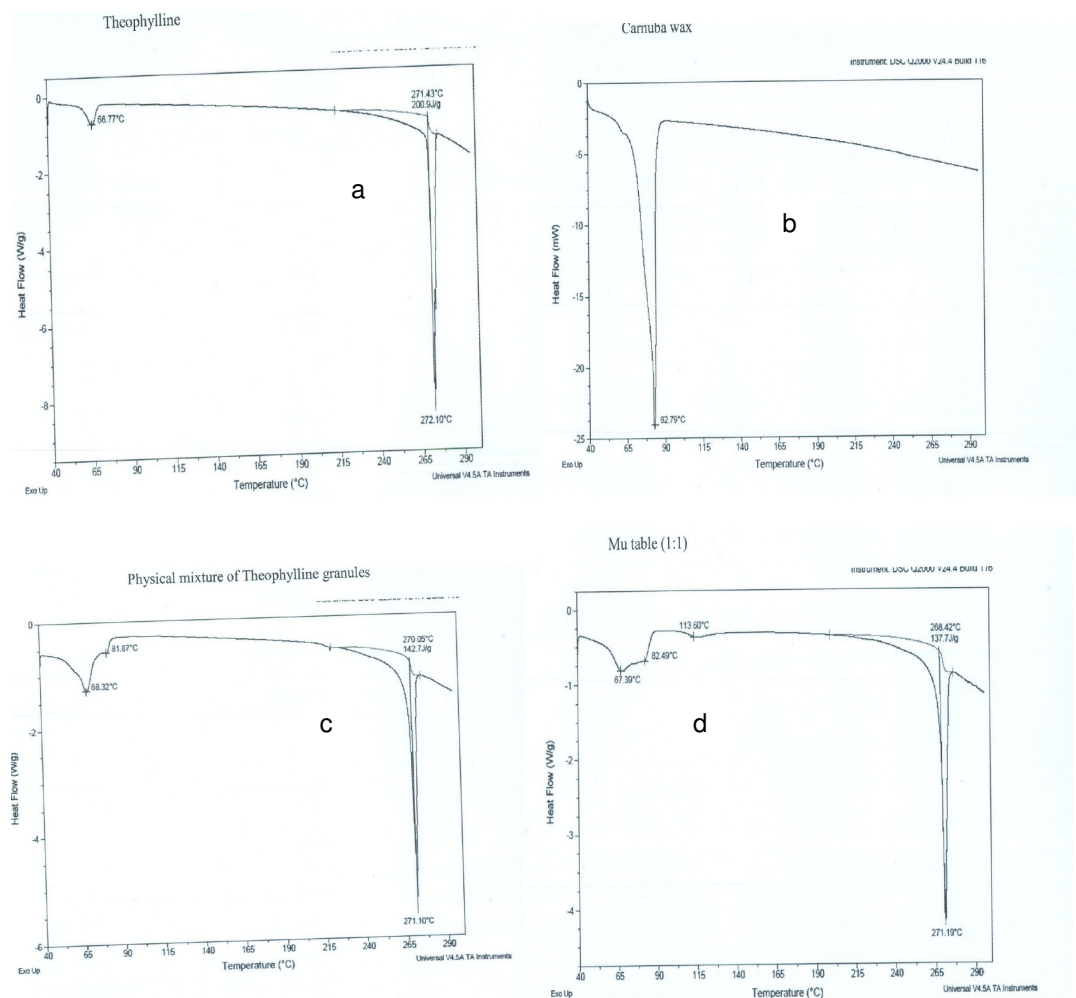 Theophylline
271.43°C
200.9J/g
0
66.77°C
a
-2
-4
-6
-8
Heat Flow (W/g)
272.10°C
40 65 90 115 140 165 190 215 240 265 290
Exo Up
Temperature (°C)
Universal V4.5A TA Instruments
Carnuba wax
Instrument: DSC Q2000 V24.4 Build 116
0
-5
-10
-15
-20
-25
Heat Flow (mW)
b
82.79°C
40 65 90 115 140 165 190 215 240 265 290
Exo Up
Temperature (°C)
Universal V4.5A TA Instruments
Physical mixture of Theophylline granules
0
270.05°C
142.7J/g
81.87°C
68.32°C
c
-2
-4
-6
Heat Flow (W/g)
271.10°C
40 65 90 115 140 165 190 215 240 265 290
Exo Up
Temperature (°C)
Universal V4.5A TA Instruments
Mu table (1:1)
Instrument: DSC Q2000 V24.4 Build 116
0
113.60°C
268.42°C
137.7J/g
82.49°C
67.39°C
d
-1
-2
-3
-4
Heat Flow (W/g)
271.19°C
40 65 90 115 140 165 190 215 240 265 290
Exo Up
Temperature (°C)
Universal V4.5A TA Instruments